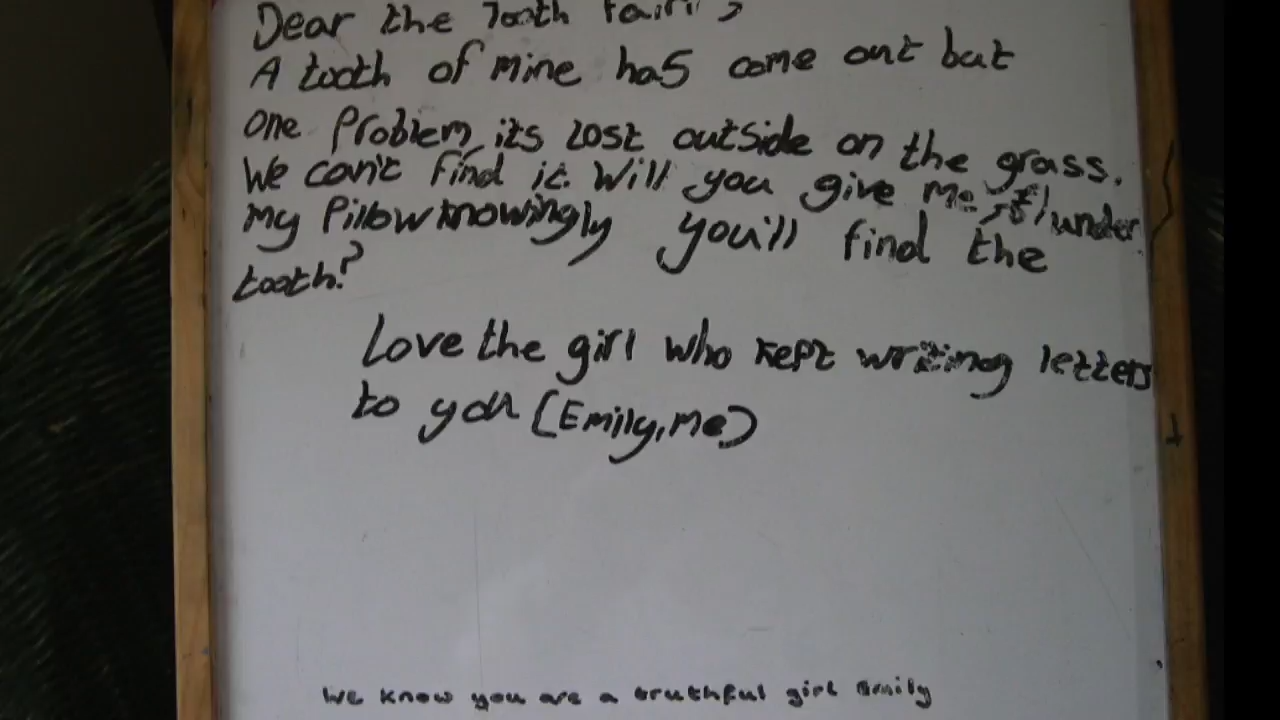 Dear the Tooth Fairy,
A tooth of mine has come out but
one Problem, its lost outside on the grass.
We can't find it. Will you give me under
my Pillow knowingly you'll find the
tooth?
Love the girl who kept writing letters
to you (Emily, Me)
We know you are a truthful girl Emily